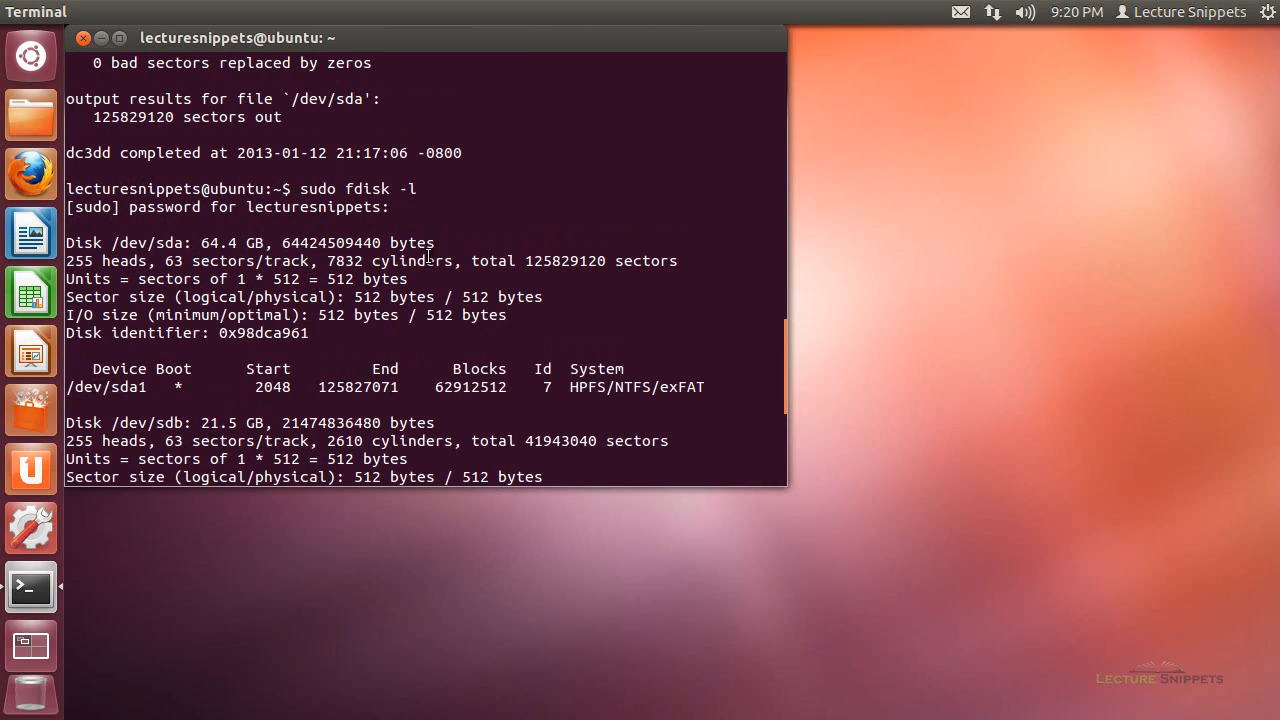 Terminal
9:20 PM
Lecture Snippets
lecturesnippets@ubuntu: ~
0 bad sectors replaced by zeros
output results for file `/dev/sda':
125829120 sectors out
dc3dd completed at 2013-01-12 21:17:06 -0800
lecturesnippets@ubuntu:~$ sudo fdisk -l
[sudo] password for lecturesnippets:
Disk /dev/sda: 64.4 GB, 64424509440 bytes
255 heads, 63 sectors/track, 7832 cylinders, total 125829120 sectors
Units = sectors of 1 * 512 = 512 bytes
Sector size (logical/physical): 512 bytes / 512 bytes
I/O size (minimum/optimal): 512 bytes / 512 bytes
Disk identifier: 0x98dca961
Device Boot Start End Blocks Id System
/dev/sda1 * 2048 125827071 62912512 7 HPFS/NTFS/exFAT
Disk /dev/sdb: 21.5 GB, 21474836480 bytes
255 heads, 63 sectors/track, 2610 cylinders, total 41943040 sectors
Units = sectors of 1 * 512 = 512 bytes
Sector size (logical/physical): 512 bytes / 512 bytes
LECTURE SNIPPETS